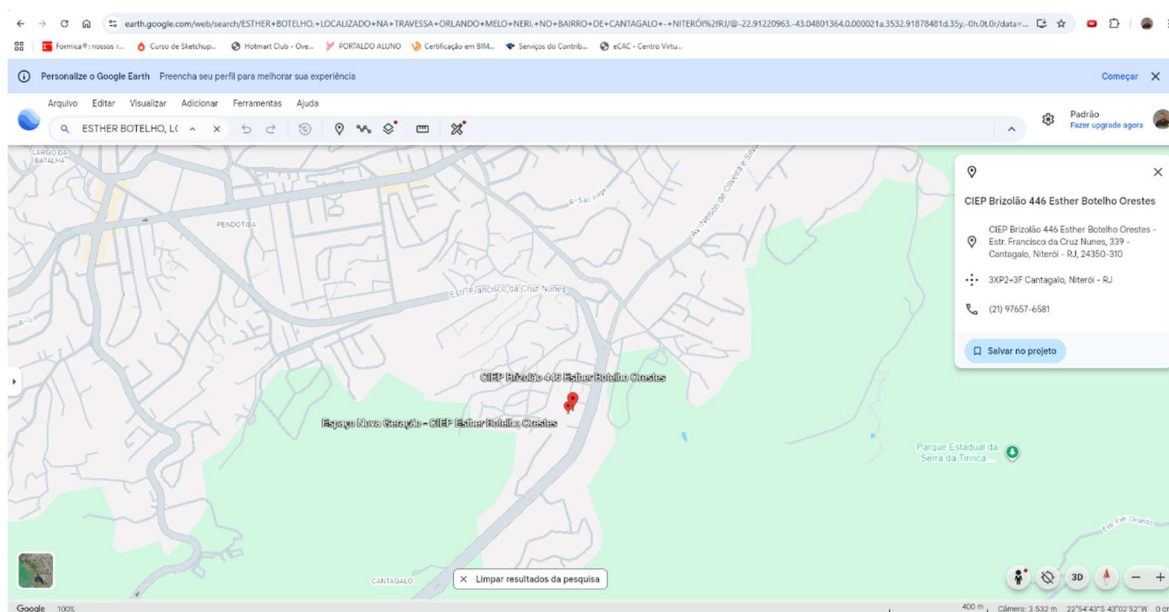 earth.google.com/web/search/ESTHER+BOTELHO,+LOCALIZADO+NA+TRAVESSA+ORLANDO+MELO+NERI,+NO+BAIRRO+DE+CANTAGALO+-+NITERÓI%2fRJ/@-22.91220963,-43.04801364,0.000021a,3532.91878481d,35y,-0h,0t,0r/data=...
Formica®: nossos r...
Curso de Sketchup...
Hotmart Club - Ove...
PORTALDO ALUNO
Certificação em BIM...
Serviços do Contrib...
eCAC - Centro Virtu...
Personalize o Google Earth Preencha seu perfil para melhorar sua experiência
Começar
Arquivo Editar Visualizar Adicionar Ferramentas Ajuda
ESTHER BOTELHO, L(
Padrão
Fazer upgrade agora
LARGO DA
BATALHA
PENDOTIBA
R. São Jorge
Av. Nelson de Oliveira e Silva
Estr. Francisco da Cruz Nunes
CIEP Brizolão 446 Esther Botelho Orestes
Espaço Nova Geração - CIEP Esther Botelho Orestes
CIEP Brizolão 446 Esther Botelho Orestes
CIEP Brizolão 446 Esther Botelho Orestes -
Estr. Francisco da Cruz Nunes, 339 -
Cantagalo, Niterói - RJ, 24350-310
3XP2+3F Cantagalo, Niterói - RJ
(21) 97657-6581
Salvar no projeto
Parque Estadual da
Serra da Tiririca
CANTAGALO
Limpar resultados da pesquisa
3D
Google 100%
400 m
Câmera: 3.532 m 22°54'43"S 43°02'52"W